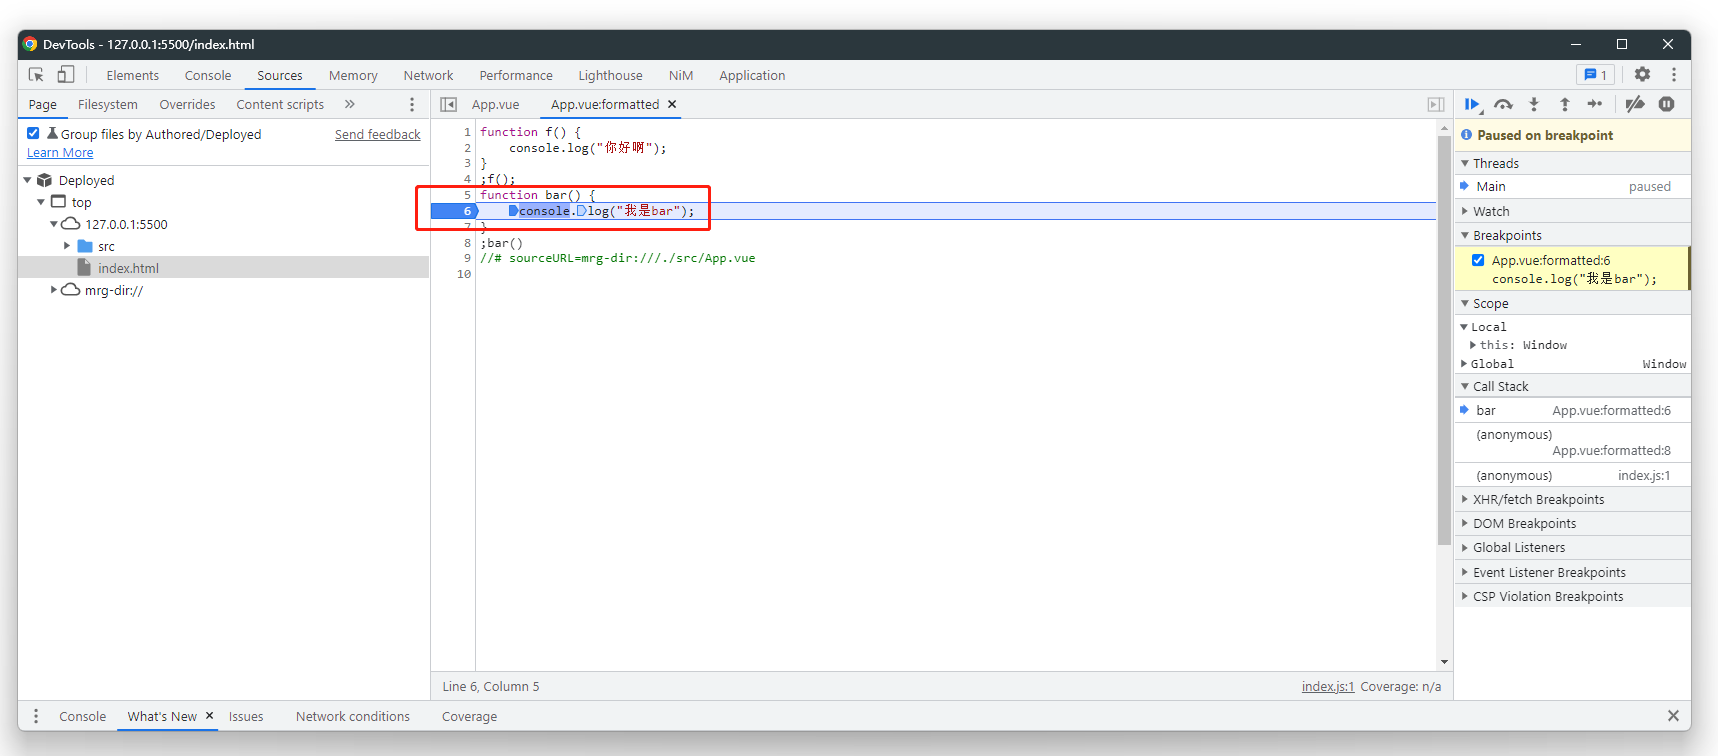 DevTools - 127.0.0.1:5500/index.html
Elements Console Sources Memory Network Performance Lighthouse NiM Application 1
Page Filesystem Overrides Content scripts »
App.vue App.vue:formatted ×
Group files by Authored/Deployed Send feedback
Learn More
Deployed
top
127.0.0.1:5500
src
index.html
mrg-dir://
1 function f() {
2 console.log("你好啊");
3 }
4 ;f();
5 function bar() {
6 console.log("我是bar");
7 }
8 ;bar()
9 //# sourceURL=mrg-dir:///./src/App.vue
10
Line 6, Column 5 index.js:1 Coverage: n/a
Paused on breakpoint
Threads
Main paused
Watch
Breakpoints
App.vue:formatted:6
console.log("我是bar");
Scope
Local
this: Window
Global Window
Call Stack
bar App.vue:formatted:6
(anonymous)
App.vue:formatted:8
(anonymous) index.js:1
XHR/fetch Breakpoints
DOM Breakpoints
Global Listeners
Event Listener Breakpoints
CSP Violation Breakpoints
Console What's New × Issues Network conditions Coverage